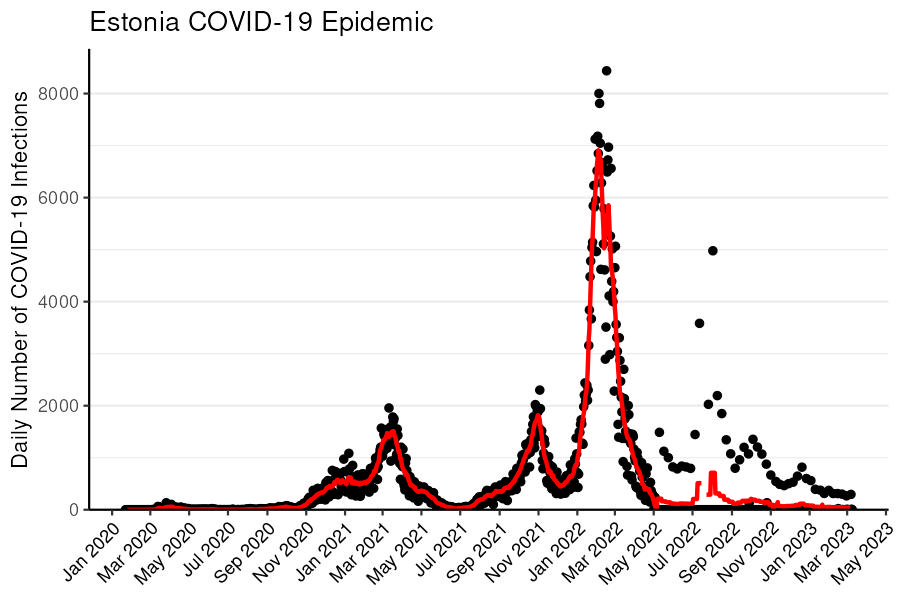 Estonia COVID-19 Epidemic
Daily Number of COVID-19 Infections
8000
6000
4000
2000
0
Jan 2020
Mar 2020
May 2020
Jul 2020
Sep 2020
Nov 2020
Jan 2021
Mar 2021
May 2021
Jul 2021
Sep 2021
Nov 2021
Jan 2022
Mar 2022
May 2022
Jul 2022
Sep 2022
Nov 2022
Jan 2023
Mar 2023
May 2023